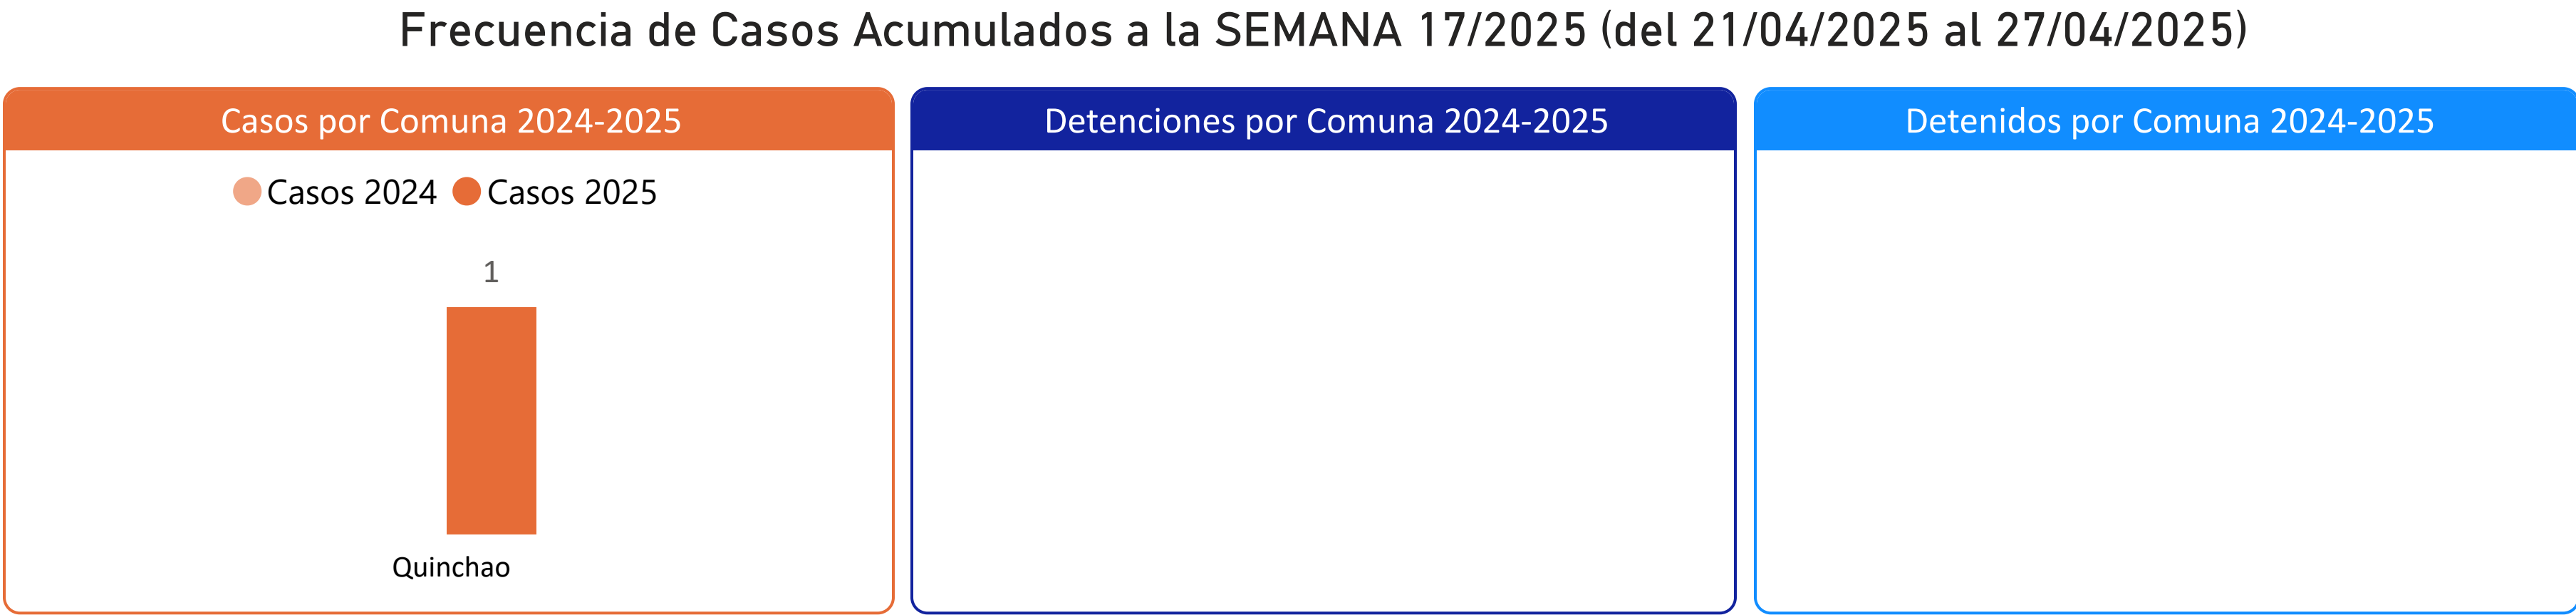 Frecuencia de Casos Acumulados a la SEMANA 17/2025 (del 21/04/2025 al 27/04/2025)
Casos por Comuna 2024-2025
Casos 2024 Casos 2025
1
Quinchao
Detenciones por Comuna 2024-2025
Detenidos por Comuna 2024-2025